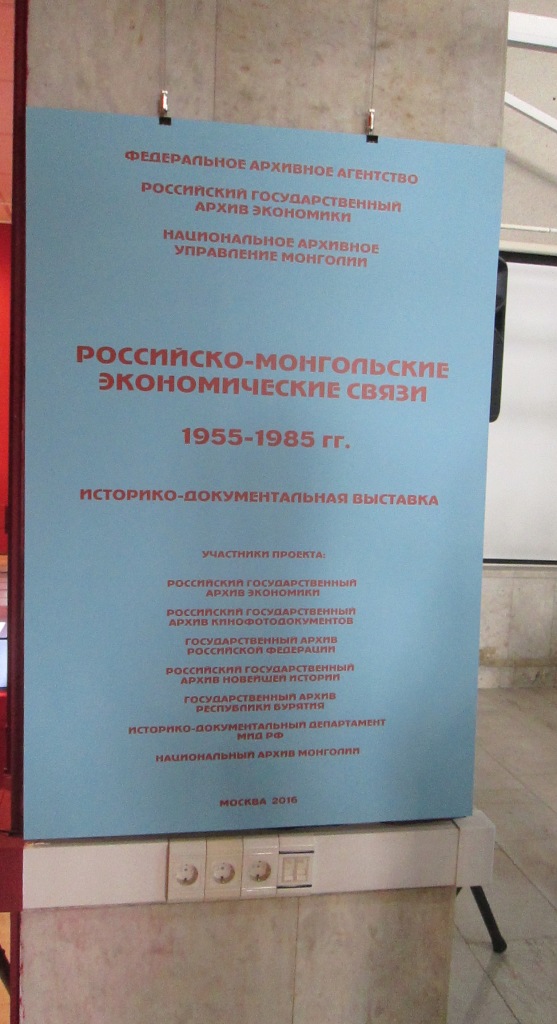 ФЕДЕРАЛЬНОЕ АРХИВНОЕ АГЕНТСТВО
РОССИЙСКИЙ ГОСУДАРСТВЕННЫЙ
АРХИВ ЭКОНОМИКИ
НАЦИОНАЛЬНОЕ АРХИВНОЕ
УПРАВЛЕНИЕ МОНГОЛИИ
РОССИЙСКО-МОНГОЛЬСКИЕ
ЭКОНОМИЧЕСКИЕ СВЯЗИ
1955-1985 гг.
ИСТОРИКО-ДОКУМЕНТАЛЬНАЯ ВЫСТАВКА
УЧАСТНИКИ ПРОЕКТА:
РОССИЙСКИЙ ГОСУДАРСТВЕННЫЙ
АРХИВ ЭКОНОМИКИ
РОССИЙСКИЙ ГОСУДАРСТВЕННЫЙ
АРХИВ КИНОФОТОДОКУМЕНТОВ
ГОСУДАРСТВЕННЫЙ АРХИВ
РОССИЙСКОЙ ФЕДЕРАЦИИ
РОССИЙСКИЙ ГОСУДАРСТВЕННЫЙ
АРХИВ НОВЕЙШЕЙ ИСТОРИИ
ГОСУДАРСТВЕННЫЙ АРХИВ
РЕСПУБЛИКИ БУРЯТИЯ
ИСТОРИКО-ДОКУМЕНТАЛЬНЫЙ ДЕПАРТАМЕНТ
МИД РФ
НАЦИОНАЛЬНЫЙ АРХИВ МОНГОЛИИ
МОСКВА 2016